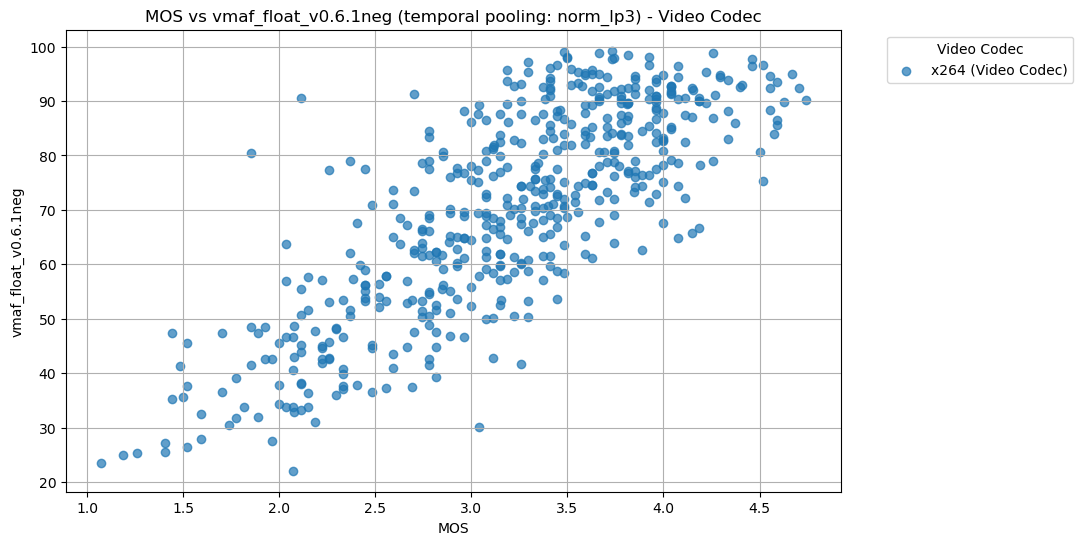 MOS vs vmaf_float_v0.6.1neg (temporal pooling: norm_lp3) - Video Codec
Video Codec
x264 (Video Codec)
vmaf_float_v0.6.1neg
100
90
80
70
60
50
40
30
20
1.0 1.5 2.0 2.5 3.0 3.5 4.0 4.5
MOS